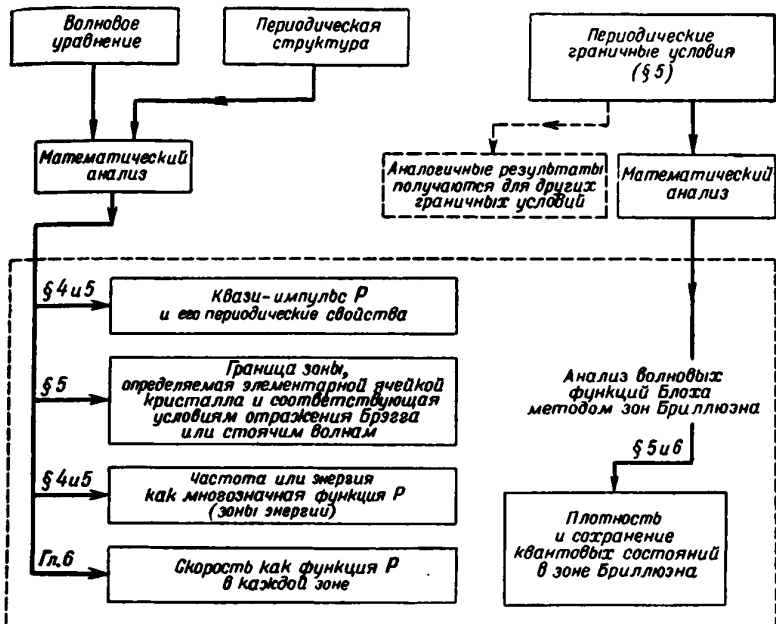 Волновое
уравнение
Периодическая
структура
Периодические
граничные условия
(§ 5)
Математический
анализ
Аналогичные результаты
получаются для других
граничных условий
Математический
анализ
§ 4 и 5
Квази-импульс P
и его периодические свойства
§ 5
Граница зоны,
определяемая элементарной ячейкой
кристалла и соответствующая
условиям отражения Брэгга
или стоячим волнам
§ 4 и 5
Частота или энергия
как многозначная функция P
(зоны энергии)
Гл. 6
Скорость как функция P
в каждой зоне
Анализ волновых
функций Блоха
методом зон Бриллюэна
§ 5 и 6
Плотность
и сохранение
квантовых состояний
в зоне Бриллюэна